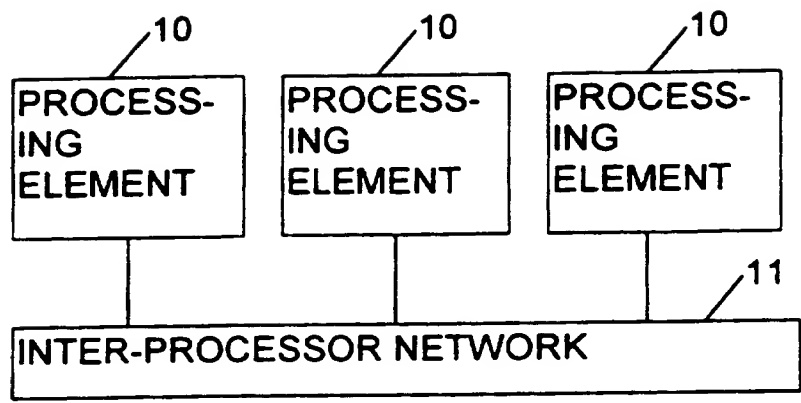 10
10
10
PROCESS-
ING
ELEMENT
PROCESS-
ING
ELEMENT
PROCESS-
ING
ELEMENT
11
INTER-PROCESSOR NETWORK